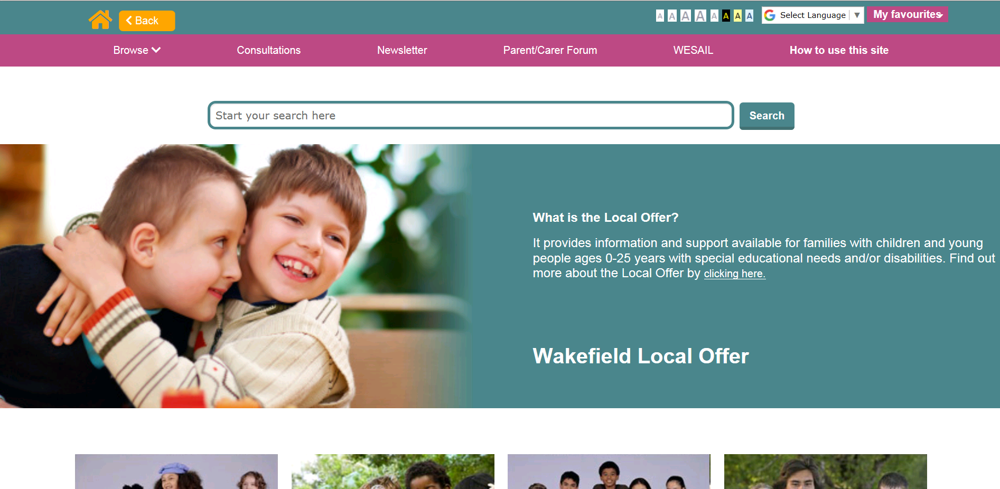 Back
A A A A A A A A
Select Language ▼
My favourites
Browse
Consultations
Newsletter
Parent/Carer Forum
WESAIL
How to use this site
Start your search here
Search
What is the Local Offer?
It provides information and support available for families with children and young
people ages 0-25 years with special educational needs and/or disabilities. Find out
more about the Local Offer by clicking here.
Wakefield Local Offer